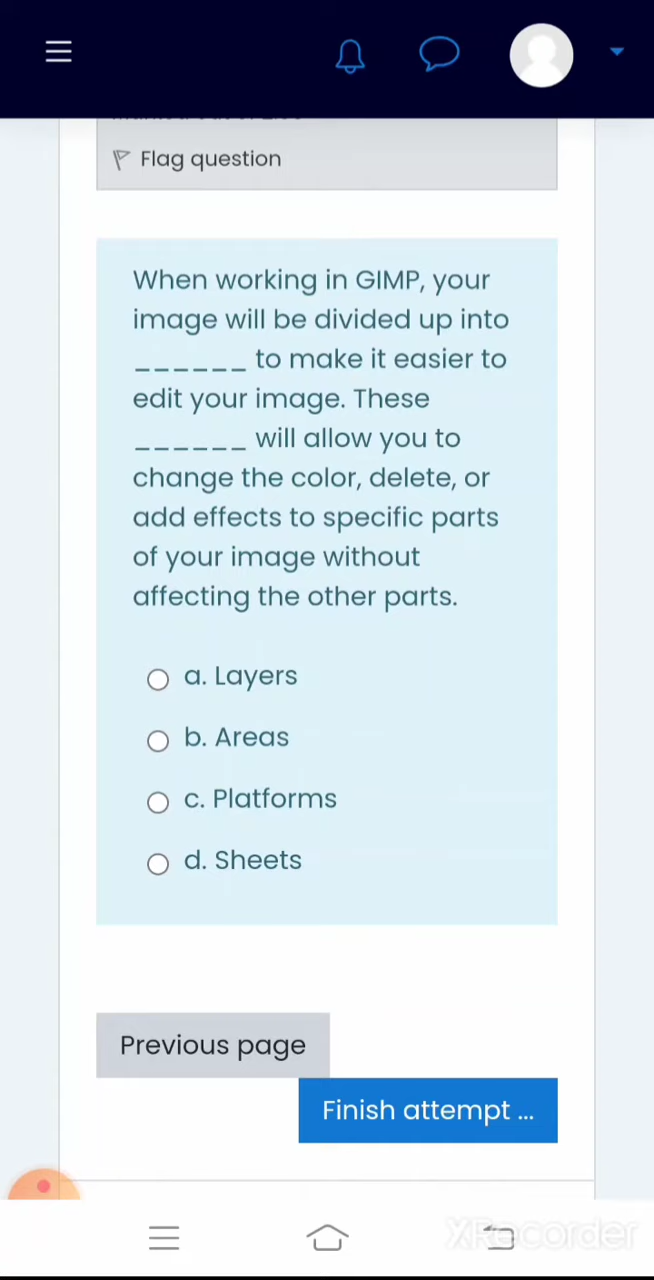 Flag question
When working in GIMP, your
image will be divided up into
______ to make it easier to
edit your image. These
______ will allow you to
change the color, delete, or
add effects to specific parts
of your image without
affecting the other parts.
a. Layers
b. Areas
c. Platforms
d. Sheets
Previous page
Finish attempt ...
XRecorder